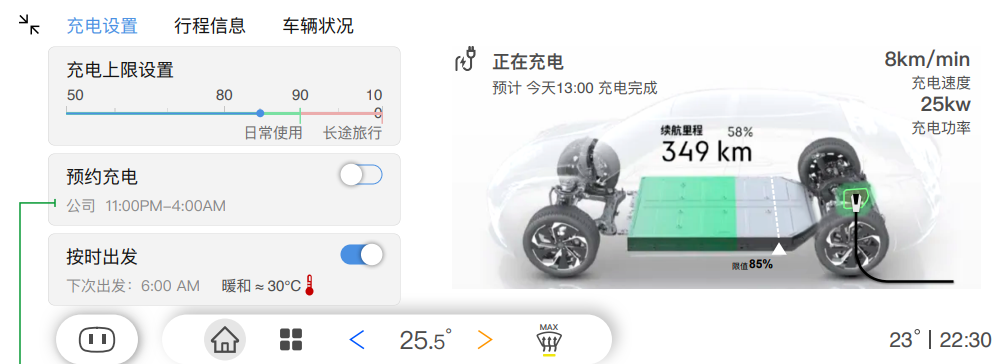 充电设置 行程信息 车辆状况
充电上限设置
50 80 90 10
0
日常使用 长途旅行
预约充电
公司 11:00PM–4:00AM
按时出发
下次出发：6:00 AM 暖和 ≈ 30°C
正在充电
预计 今天13:00 充电完成
8km/min
充电速度
25kw
充电功率
续航里程 58%
349 km
限值85%
< 25.5° > MAX
23° | 22:30